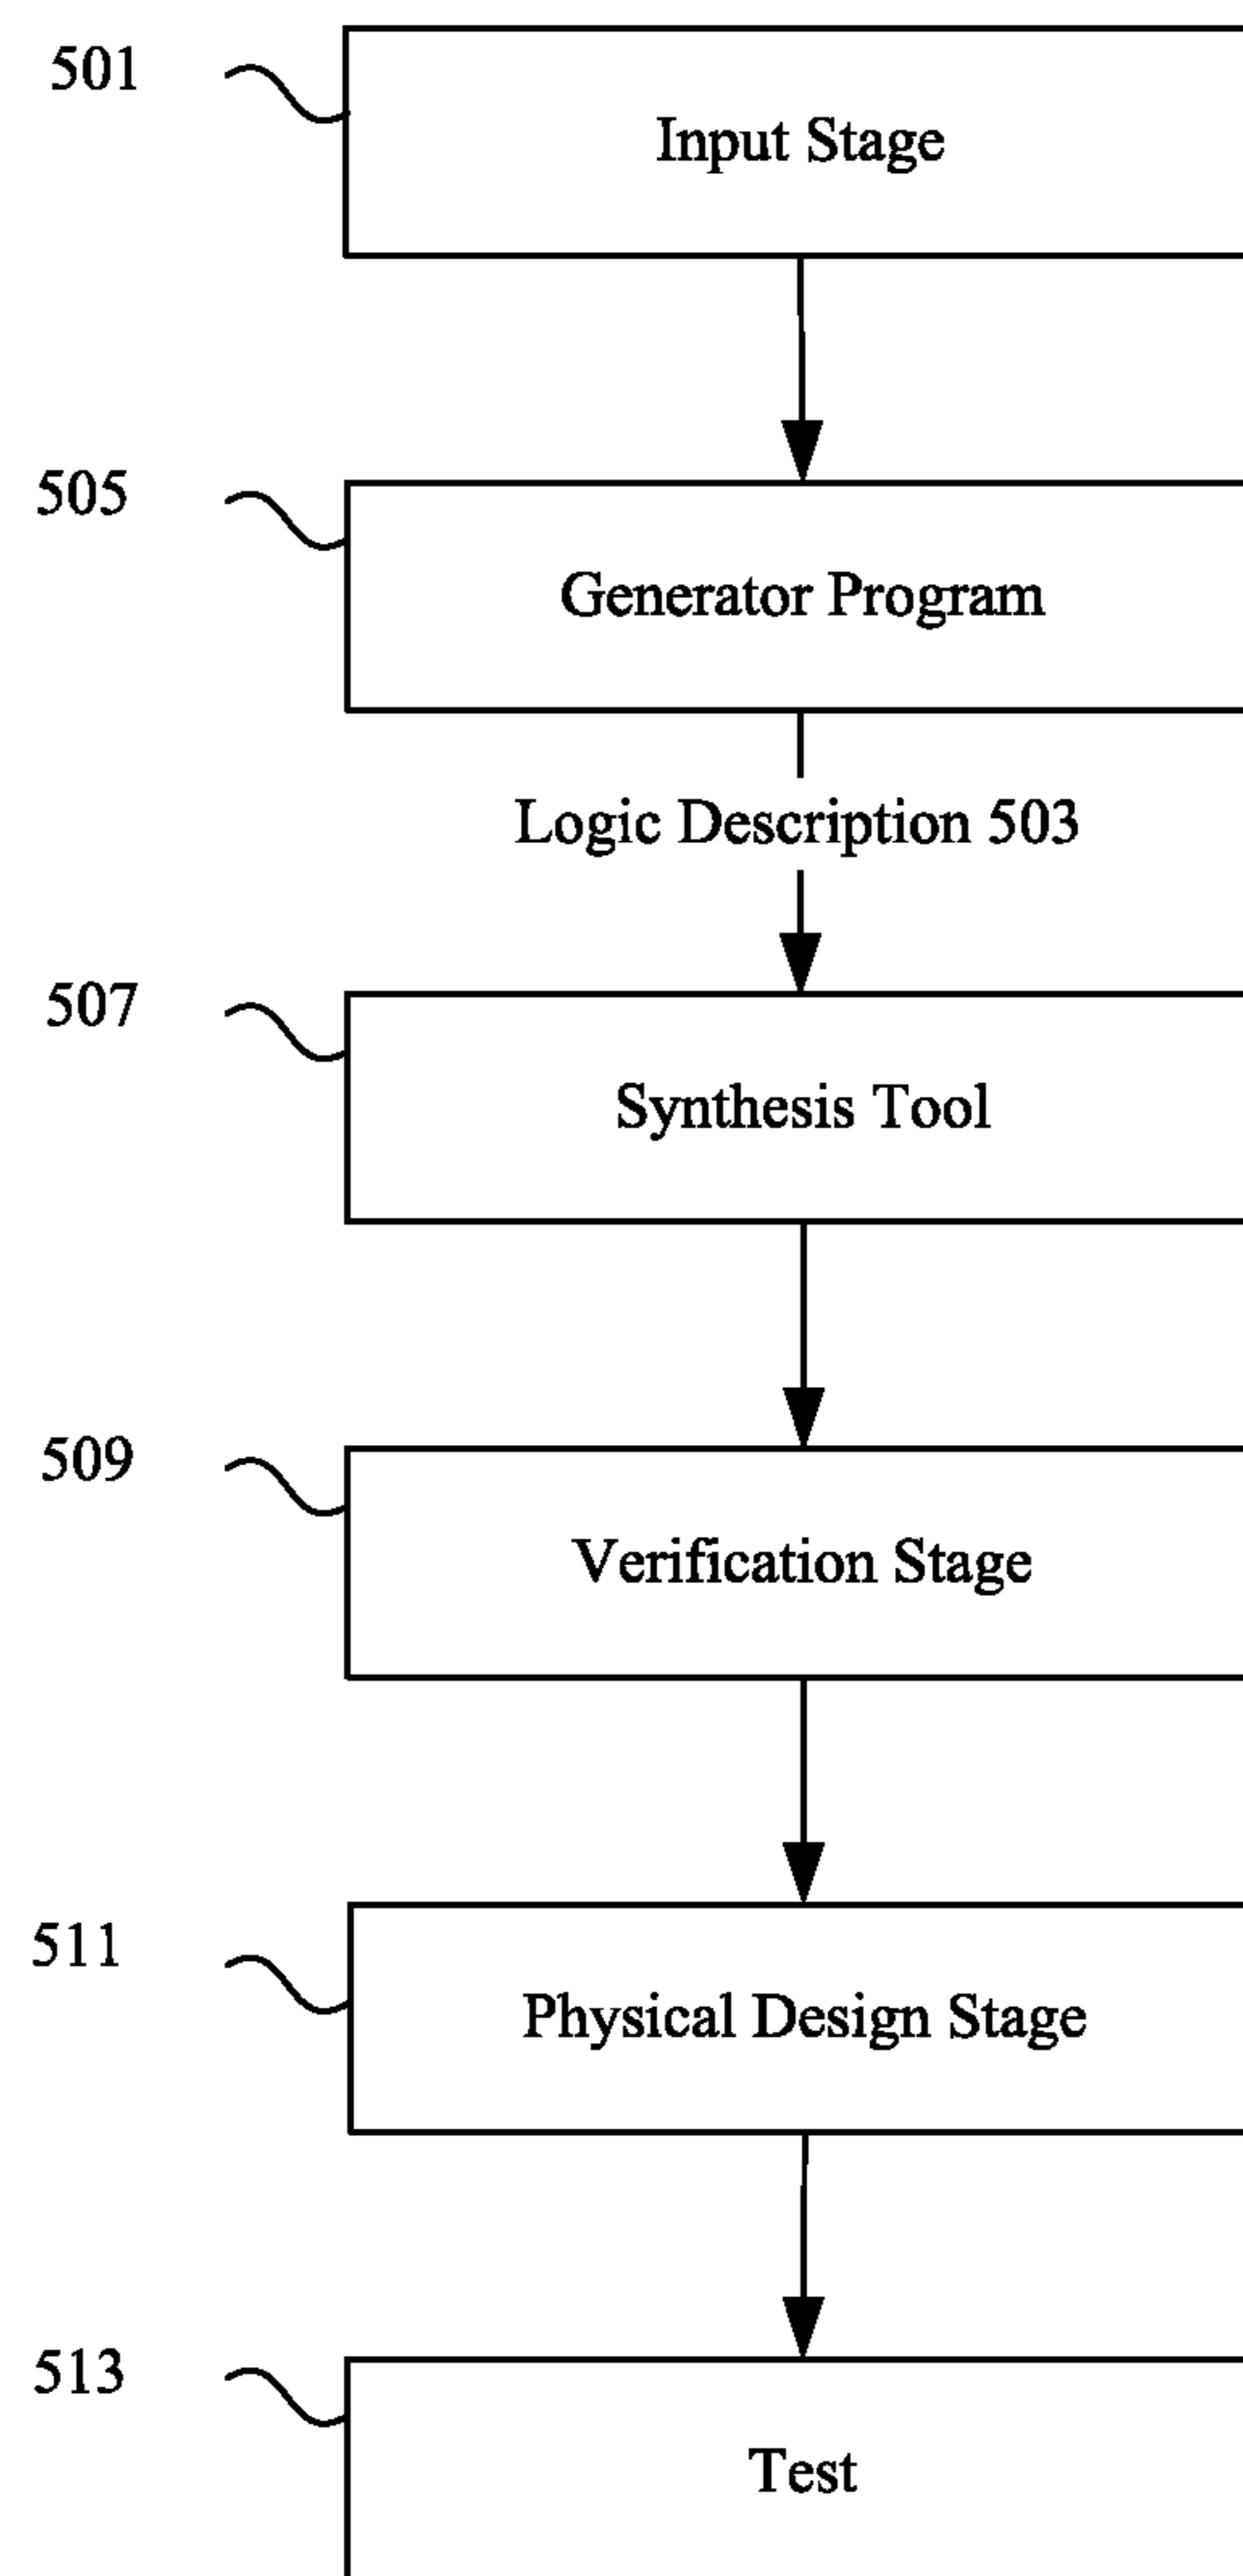 501
Input Stage
505
Generator Program
Logic Description 503
507
Synthesis Tool
509
Verification Stage
511
Physical Design Stage
513
Test